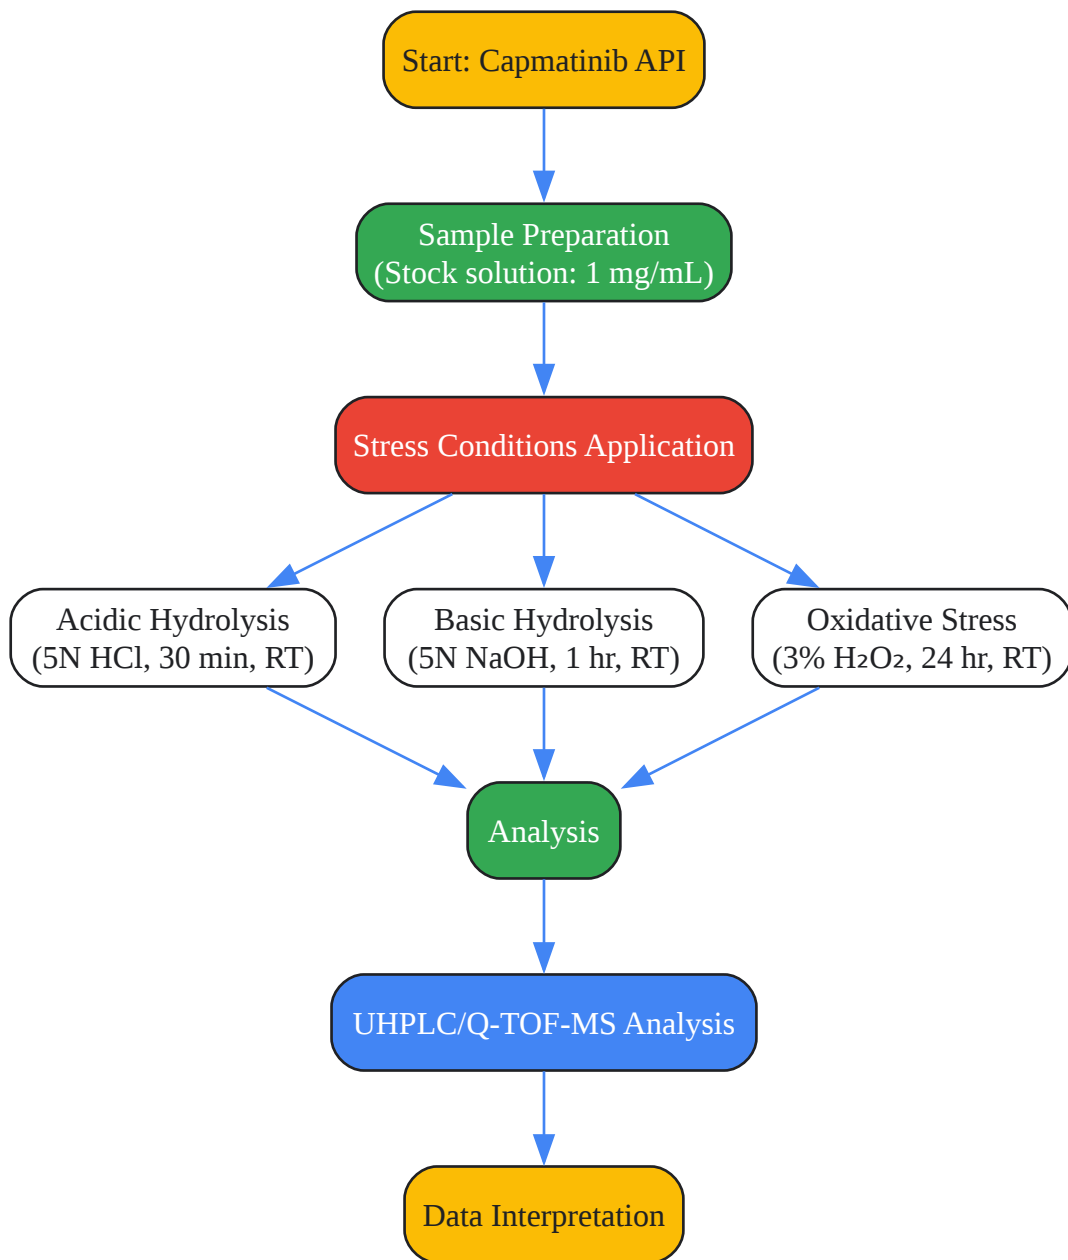 Start: Capmatinib API
Sample Preparation
(Stock solution: 1 mg/mL)
Stress Conditions Application
Acidic Hydrolysis
(5N HCl, 30 min, RT)
Basic Hydrolysis
(5N NaOH, 1 hr, RT)
Oxidative Stress
(3% H₂O₂, 24 hr, RT)
Analysis
UHPLC/Q-TOF-MS Analysis
Data Interpretation